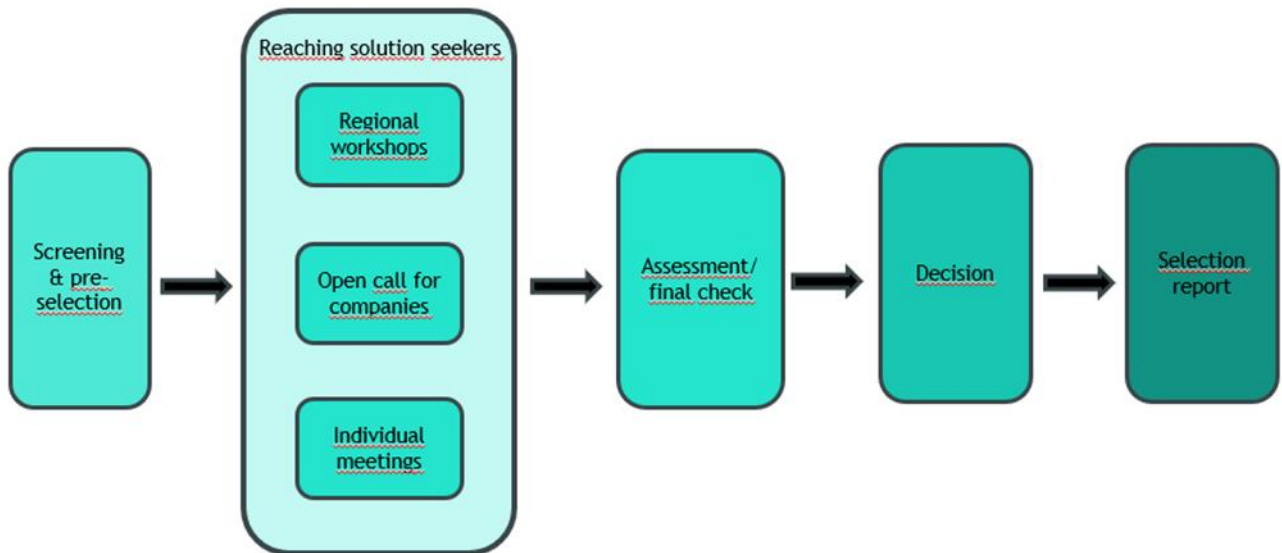 Screening
& pre-
selection
Reaching solution seekers
Regional
workshops
Open call for
companies
Individual
meetings
Assessment/
final check
Decision
Selection
report